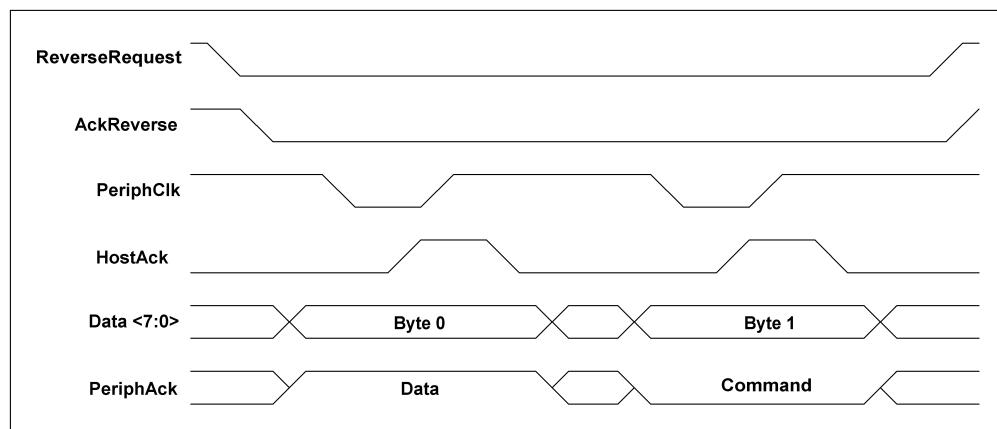 ReverseRequest
AckReverse
PeriphClk
HostAck
Data <7:0>
Byte 0
Byte 1
PeriphAck
Data
Command